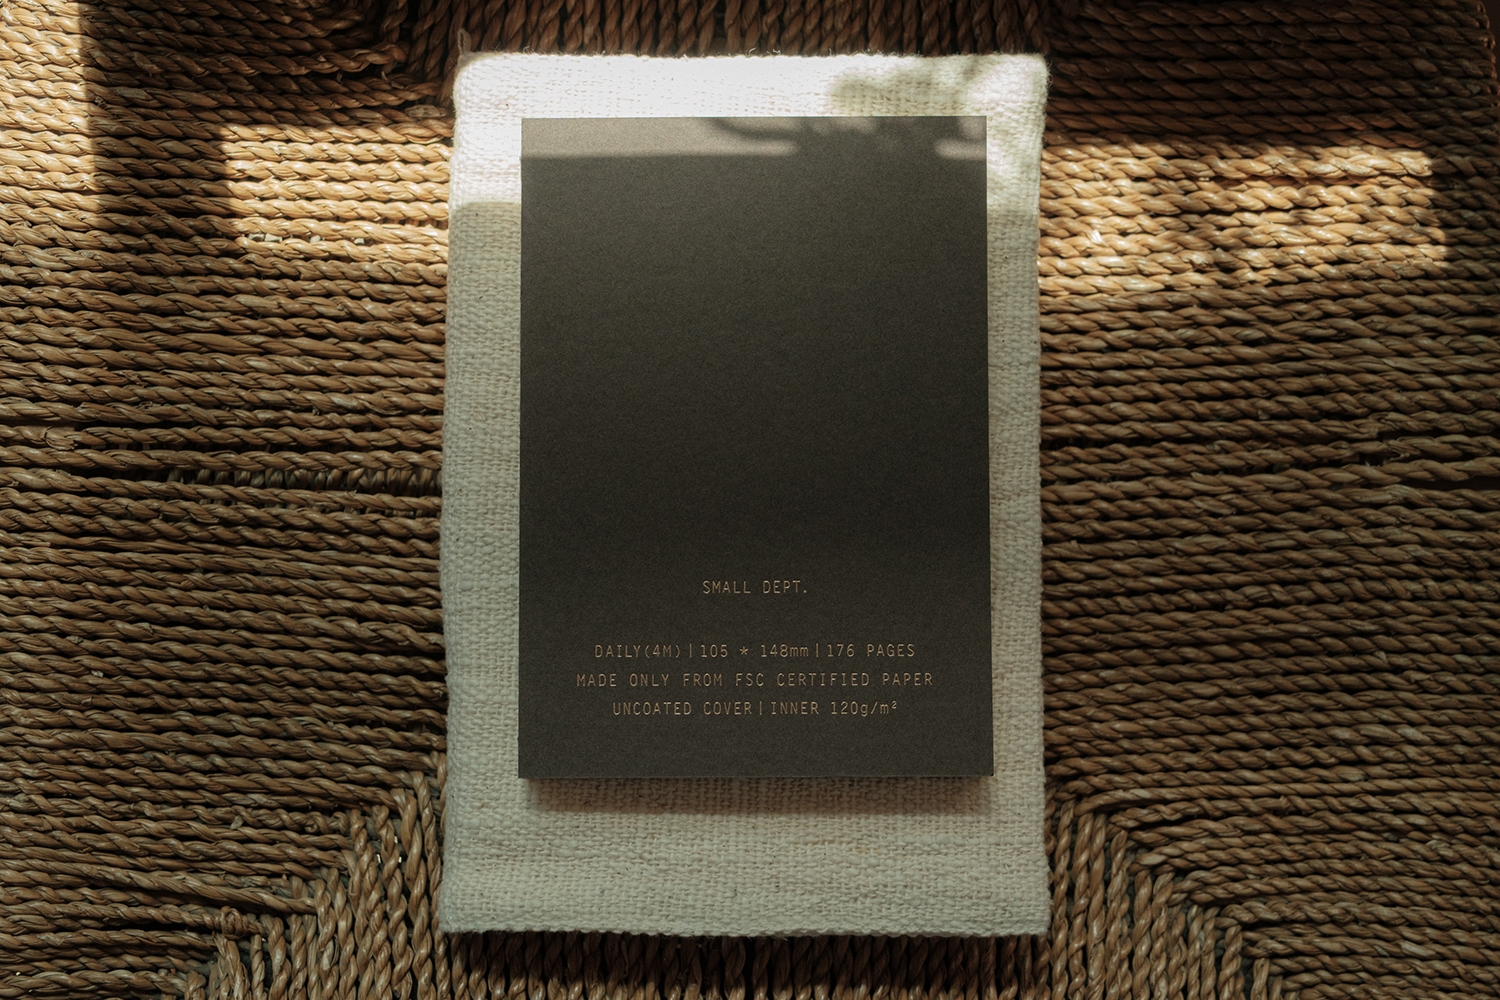 SMALL DEPT.
DAILY(4M)|105 * 148mm|176 PAGES
MADE ONLY FROM FSC CERTIFIED PAPER
UNCOATED COVER|INNER 120g/m²